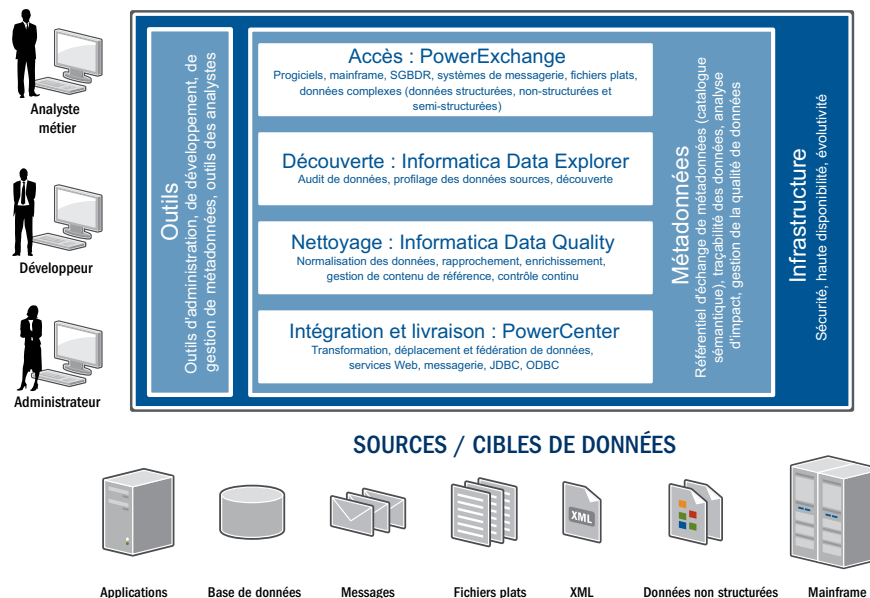 Analyste
métier
Développeur
Administrateur
Outils
Outils d'administration, de développement, de
gestion de métadonnées, outils des analystes
Accès : PowerExchange
Progiciels, mainframe, SGBDR, systèmes de messagerie, fichiers plats,
données complexes (données structurées, non-structurées et
semi-structurées)
Découverte : Informatica Data Explorer
Audit de données, profilage des données sources, découverte
Nettoyage : Informatica Data Quality
Normalisation des données, rapprochement, enrichissement,
gestion de contenu de référence, contrôle continu
Intégration et livraison : PowerCenter
Transformation, déplacement et fédération de données,
services Web, messagerie, JDBC, ODBC
Métadonnées
Référentiel d'échange de métadonnées (catalogue
sémantique), traçabilité des données, analyse
d'impact, gestion de la qualité de données
Infrastructure
Sécurité, haute disponibilité, évolutivité
SOURCES / CIBLES DE DONNÉES
XML
Applications
Base de données
Messages
Fichiers plats
XML
Données non structurées
Mainframe